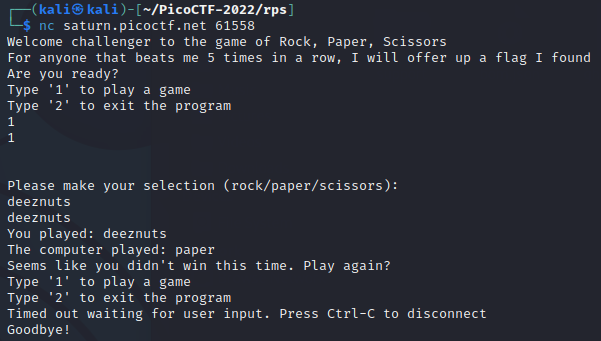 ┌──(kali㉿kali)-[~/PicoCTF-2022/rps]
└─$ nc saturn.picoctf.net 61558
Welcome challenger to the game of Rock, Paper, Scissors
For anyone that beats me 5 times in a row, I will offer up a flag I found
Are you ready?
Type '1' to play a game
Type '2' to exit the program
1
1
Please make your selection (rock/paper/scissors):
deeznuts
deeznuts
You played: deeznuts
The computer played: paper
Seems like you didn't win this time. Play again?
Type '1' to play a game
Type '2' to exit the program
Timed out waiting for user input. Press Ctrl-C to disconnect
Goodbye!